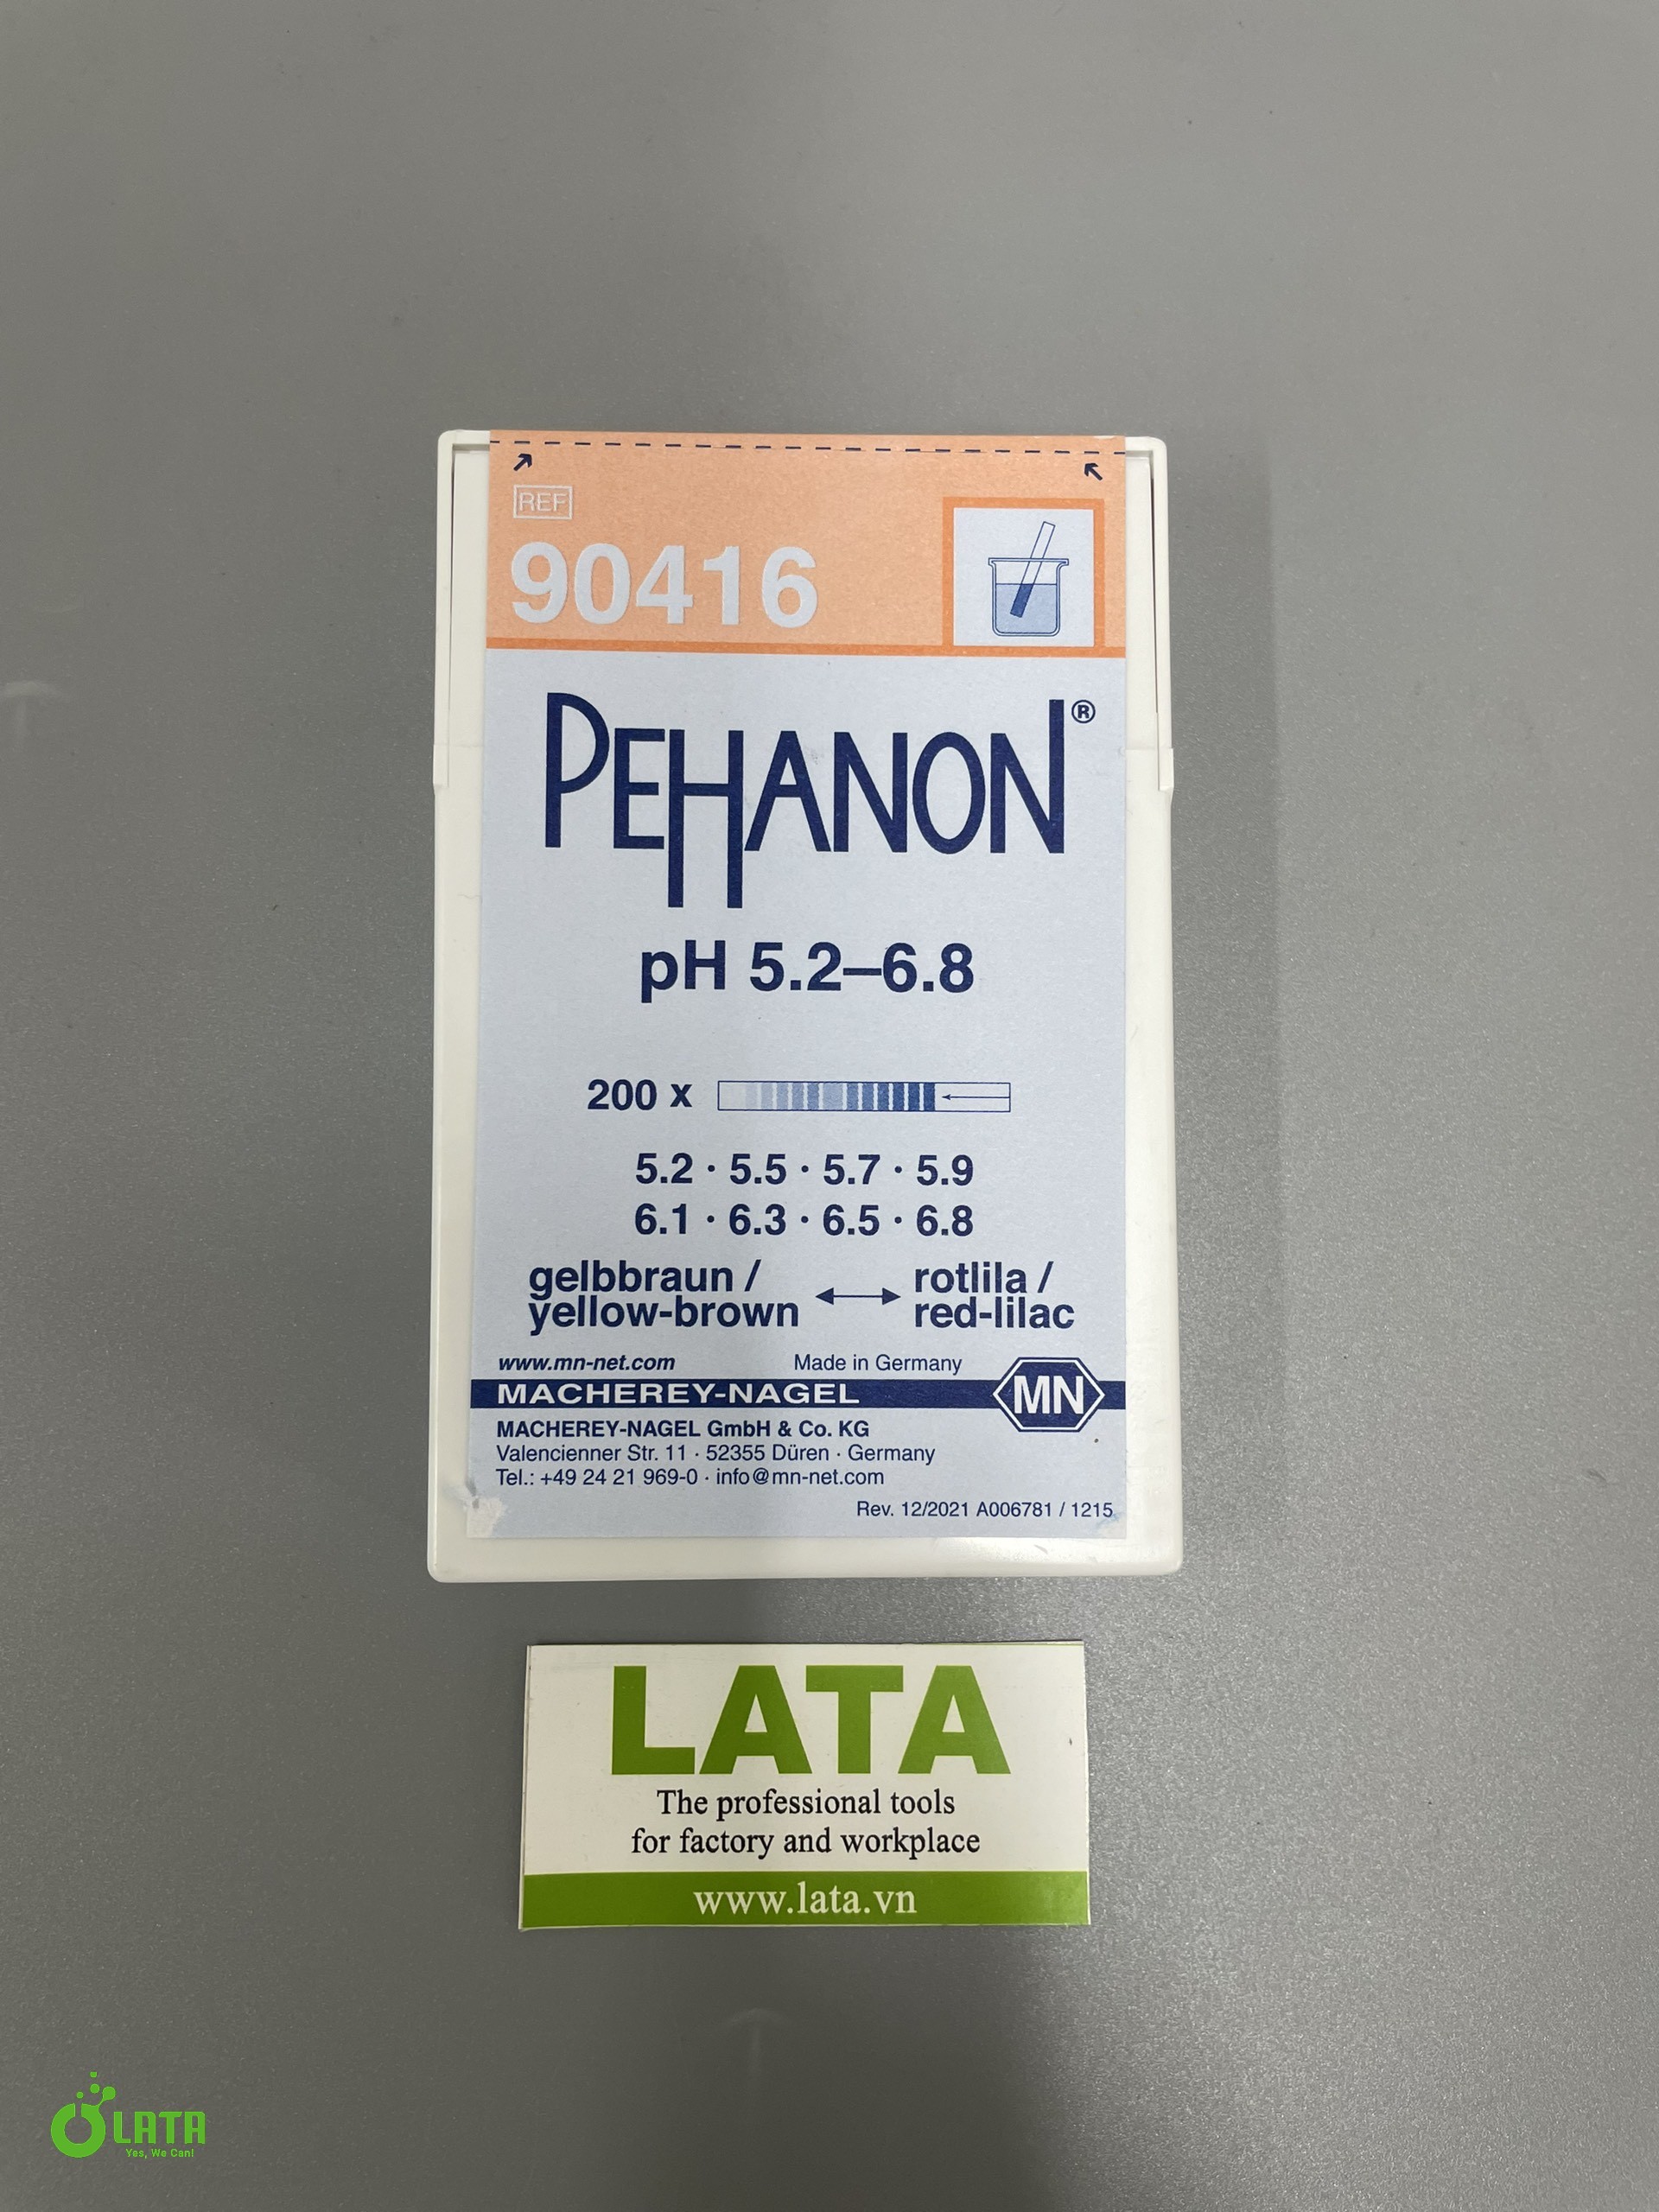 REF
90416
PEHANON®
pH 5.2–6.8
200 x
5.2 · 5.5 · 5.7 · 5.9
6.1 · 6.3 · 6.5 · 6.8
gelbbraun / rotlila /
yellow-brown red-lilac
www.mn-net.com Made in Germany
MACHEREY-NAGEL MN
MACHEREY-NAGEL GmbH & Co. KG
Valencienner Str. 11 · 52355 Düren · Germany
Tel.: +49 24 21 969-0 · info@mn-net.com
Rev. 12/2021 A006781 / 1215
LATA
The professional tools
for factory and workplace
www.lata.vn
LATA
Yes, We Can!